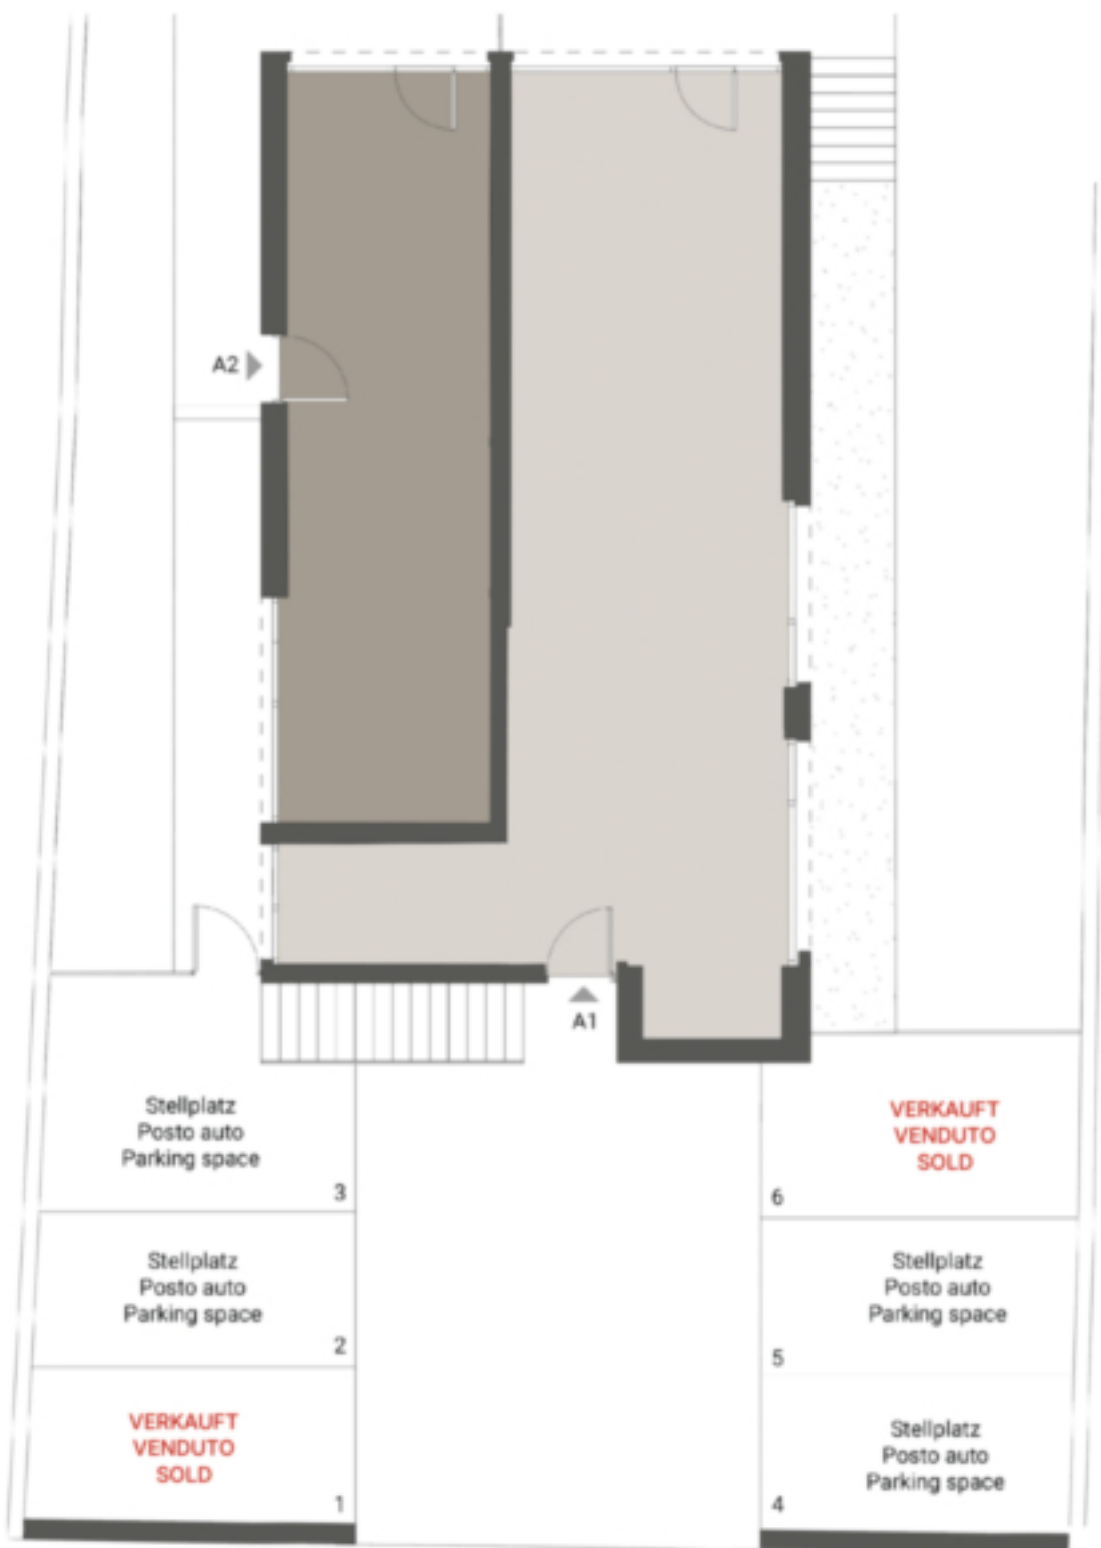 A2
A1
Stellplatz
Posto auto
Parking space
3
VERKAUFT
VENDUTO
SOLD
6
Stellplatz
Posto auto
Parking space
2
Stellplatz
Posto auto
Parking space
5
VERKAUFT
VENDUTO
SOLD
1
Stellplatz
Posto auto
Parking space
4